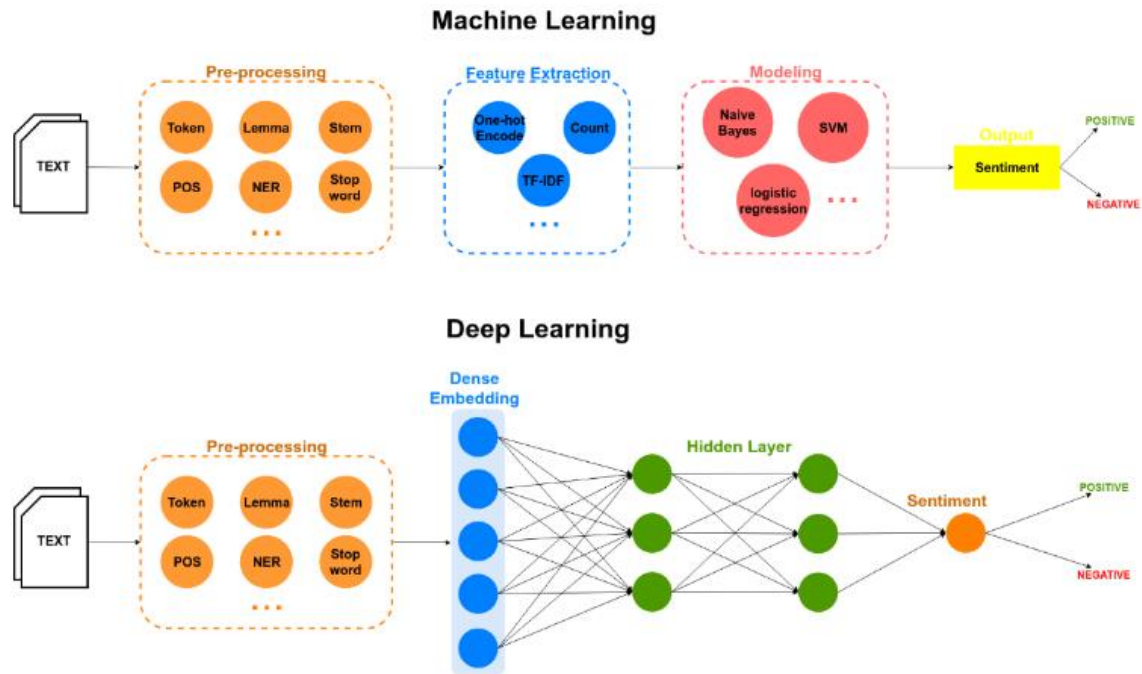 Machine Learning
Pre-processing
Feature Extraction
Modeling
Token
Lemma
Stem
POS
NER
Stop
word
...
TEXT
One-hot
Encode
Count
TF-IDF
...
Naive
Bayes
SVM
logistic
regression
...
Output
Sentiment
POSITIVE
NEGATIVE
Deep Learning
Dense
Embedding
Pre-processing
Hidden Layer
Token
Lemma
Stem
POS
NER
Stop
word
...
TEXT
Sentiment
POSITIVE
NEGATIVE